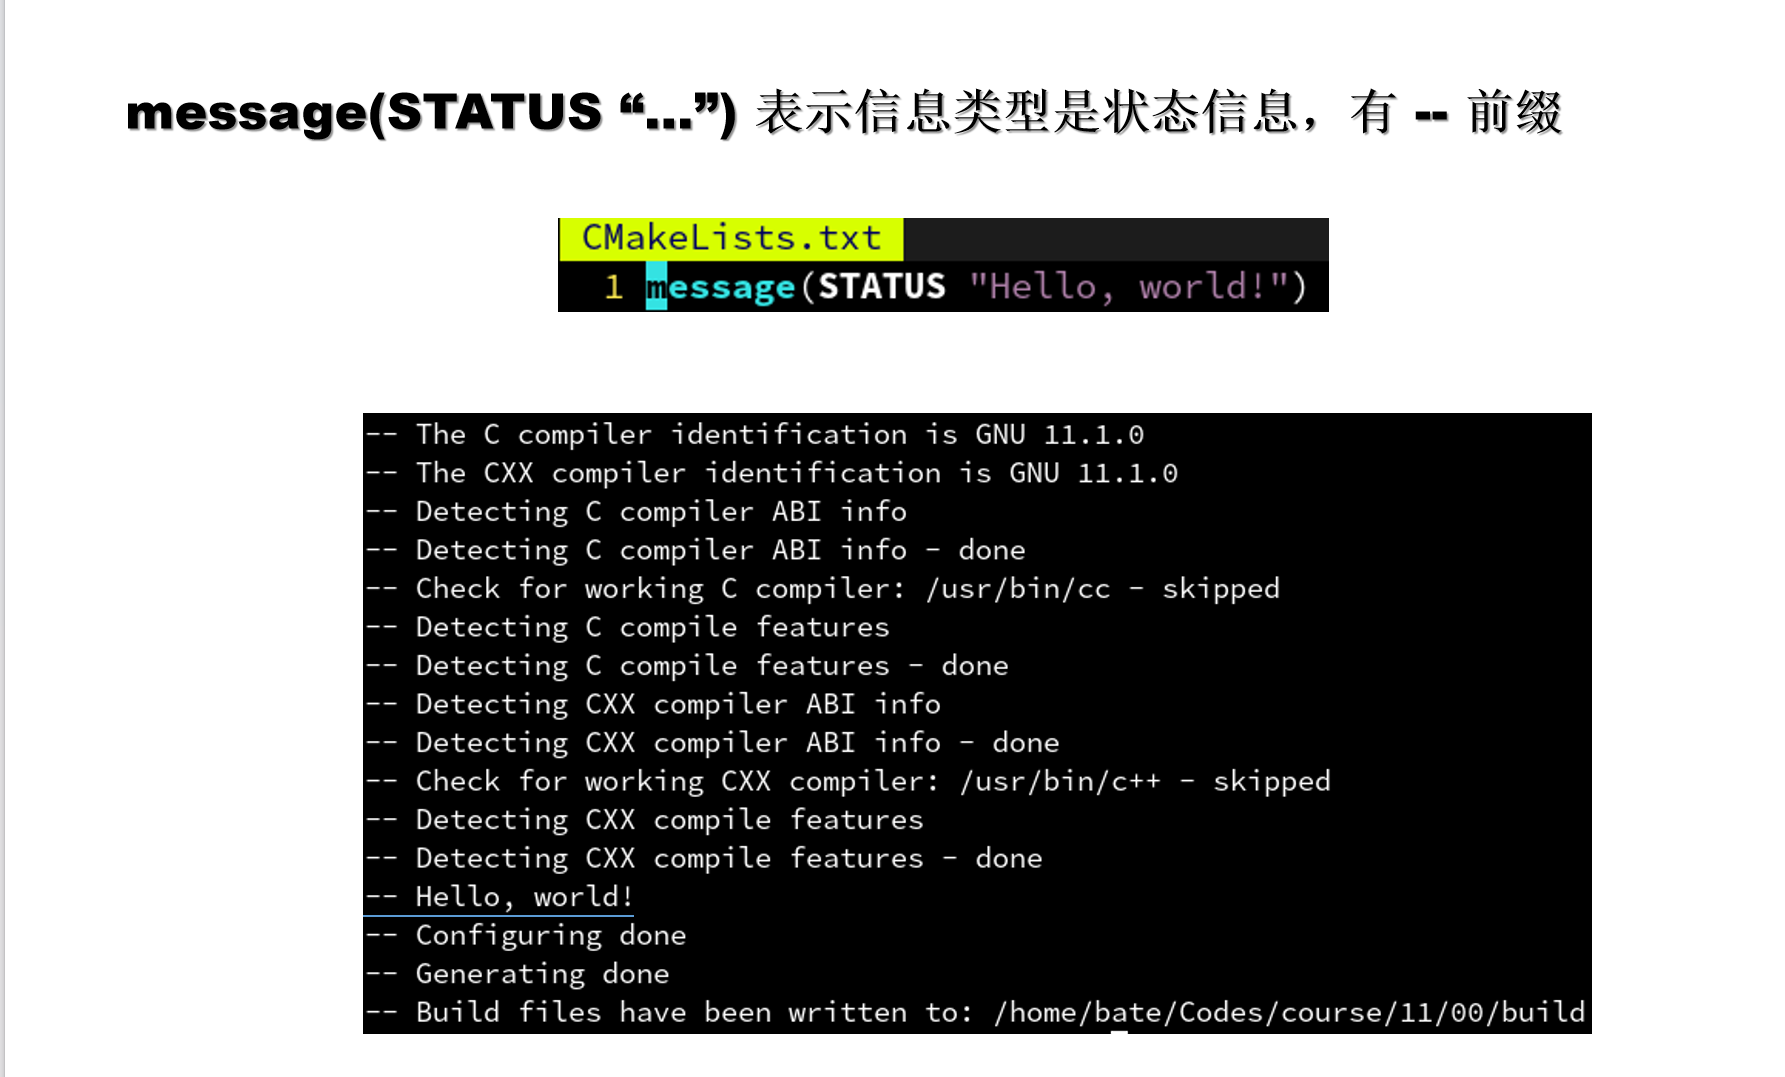 message(STATUS “...”) 表示信息类型是状态信息，有 -- 前缀
CMakeLists.txt
1 message(STATUS "Hello, world!")
-- The C compiler identification is GNU 11.1.0
-- The CXX compiler identification is GNU 11.1.0
-- Detecting C compiler ABI info
-- Detecting C compiler ABI info - done
-- Check for working C compiler: /usr/bin/cc - skipped
-- Detecting C compile features
-- Detecting C compile features - done
-- Detecting CXX compiler ABI info
-- Detecting CXX compiler ABI info - done
-- Check for working CXX compiler: /usr/bin/c++ - skipped
-- Detecting CXX compile features
-- Detecting CXX compile features - done
-- Hello, world!
-- Configuring done
-- Generating done
-- Build files have been written to: /home/bate/Codes/course/11/00/build